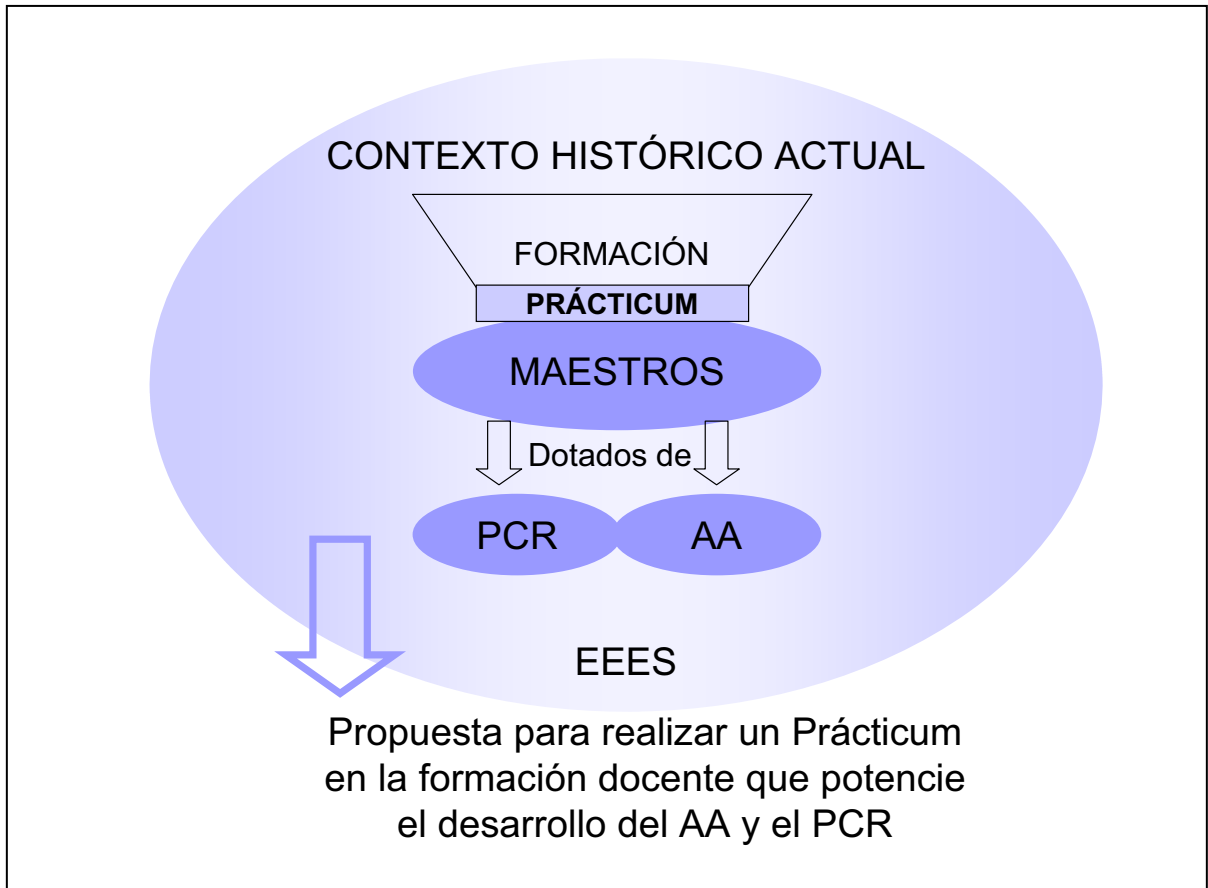 CONTEXTO HISTÓRICO ACTUAL
FORMACIÓN
PRÁCTICUM
MAESTROS
Dotados de
PCR AA
EEES
Propuesta para realizar un Prácticum
en la formación docente que potencie
el desarrollo del AA y el PCR